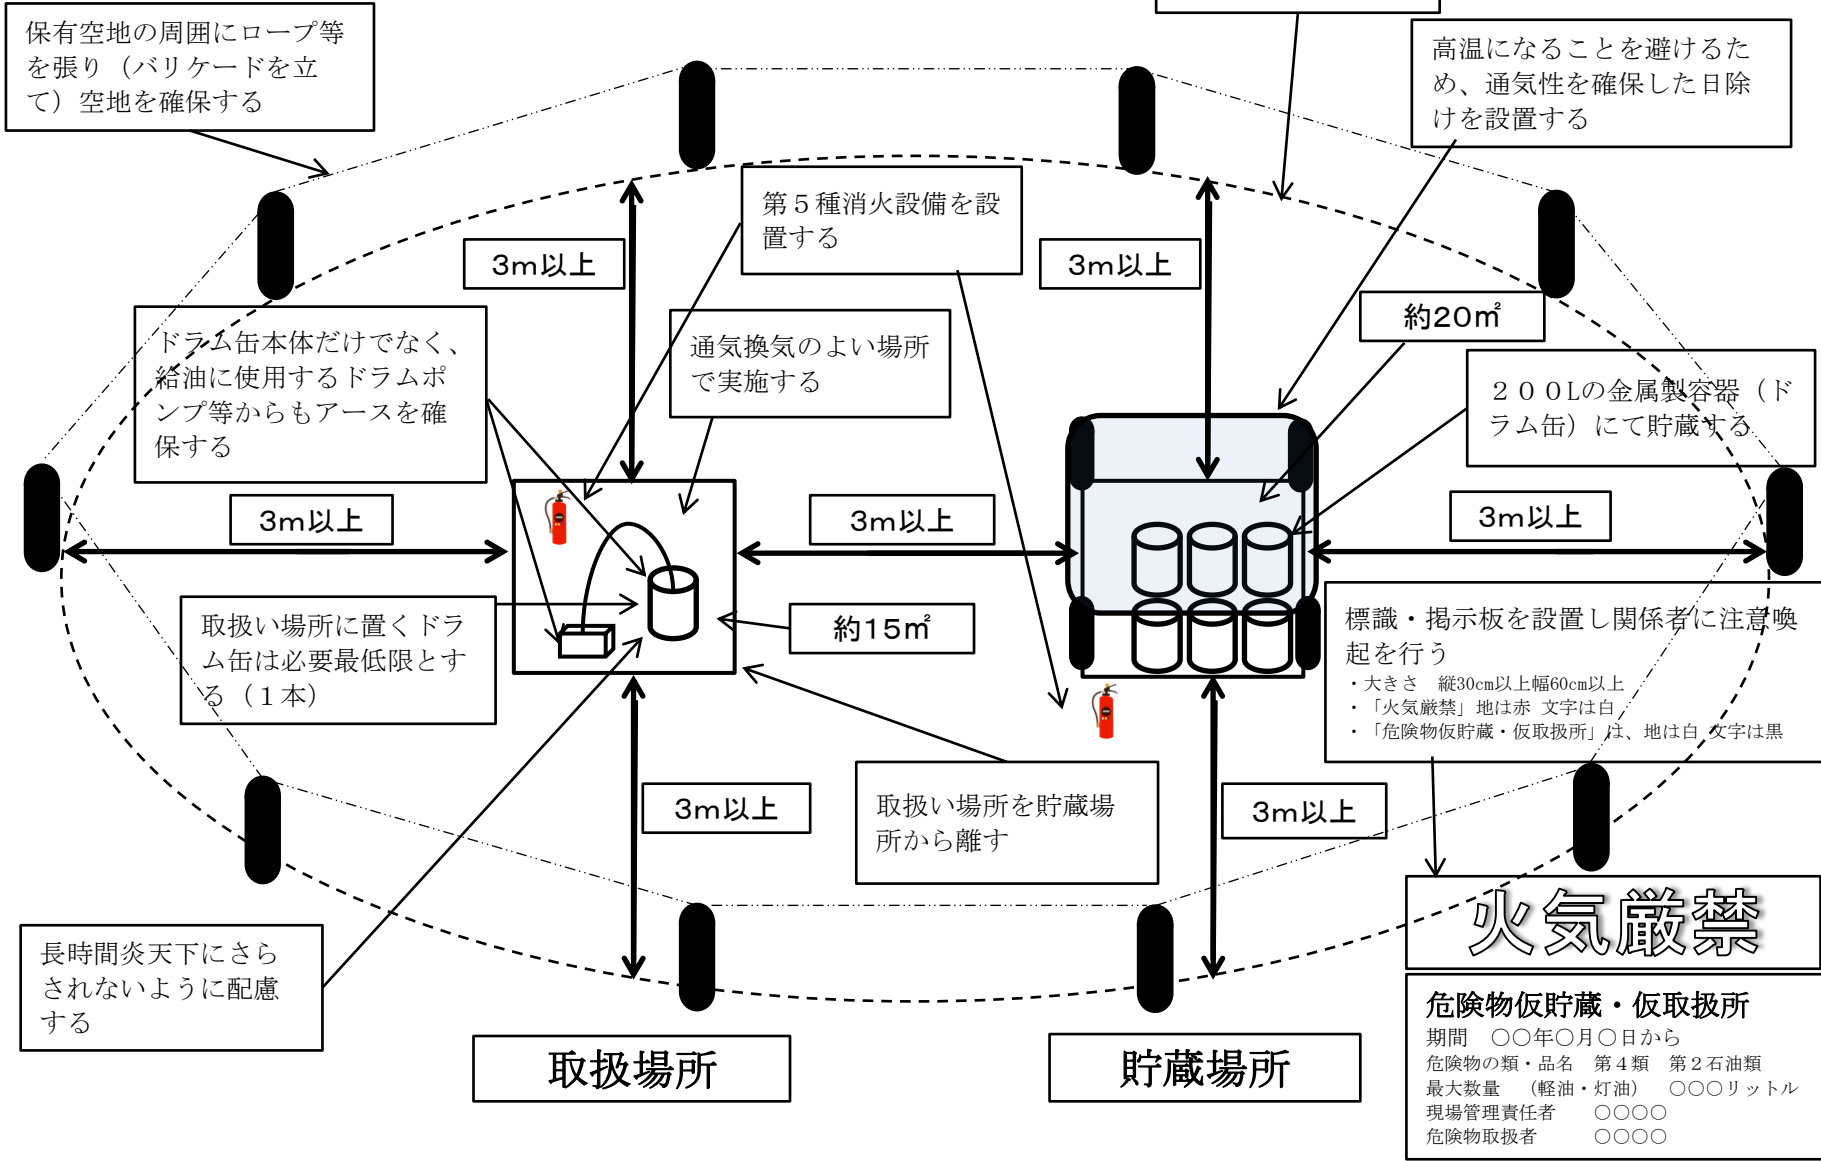 保有空地の周囲にロープ等
を張り（バリケードを立
て）空地を確保する
高温になることを避けるた
め、通気性を確保した日除
けを設置する
第５種消火設備を設
置する
3m以上
3m以上
約20㎡
ドラム缶本体だけでなく、
給油に使用するドラムポ
ンプ等からもアースを確
保する
通気換気のよい場所
で実施する
２００Lの金属製容器（ド
ラム缶）にて貯蔵する
3m以上
3m以上
3m以上
取扱い場所に置くドラ
ム缶は必要最低限とす
る（１本）
約15㎡
標識・掲示板を設置し関係者に注意喚
起を行う
・大きさ　縦30cm以上幅60cm以上
・「火気厳禁」地は赤 文字は白
・「危険物仮貯蔵・仮取扱所」は、地は白 文字は黒
3m以上
取扱い場所を貯蔵場
所から離す
3m以上
火気厳禁
長時間炎天下にさら
されないように配慮
する
取扱場所
貯蔵場所
危険物仮貯蔵・仮取扱所
期間　○○年○月○日から
危険物の類・品名　第４類　第２石油類
最大数量　（軽油・灯油）　○○○リットル
現場管理責任者　　○○○○
危険物取扱者　　　○○○○